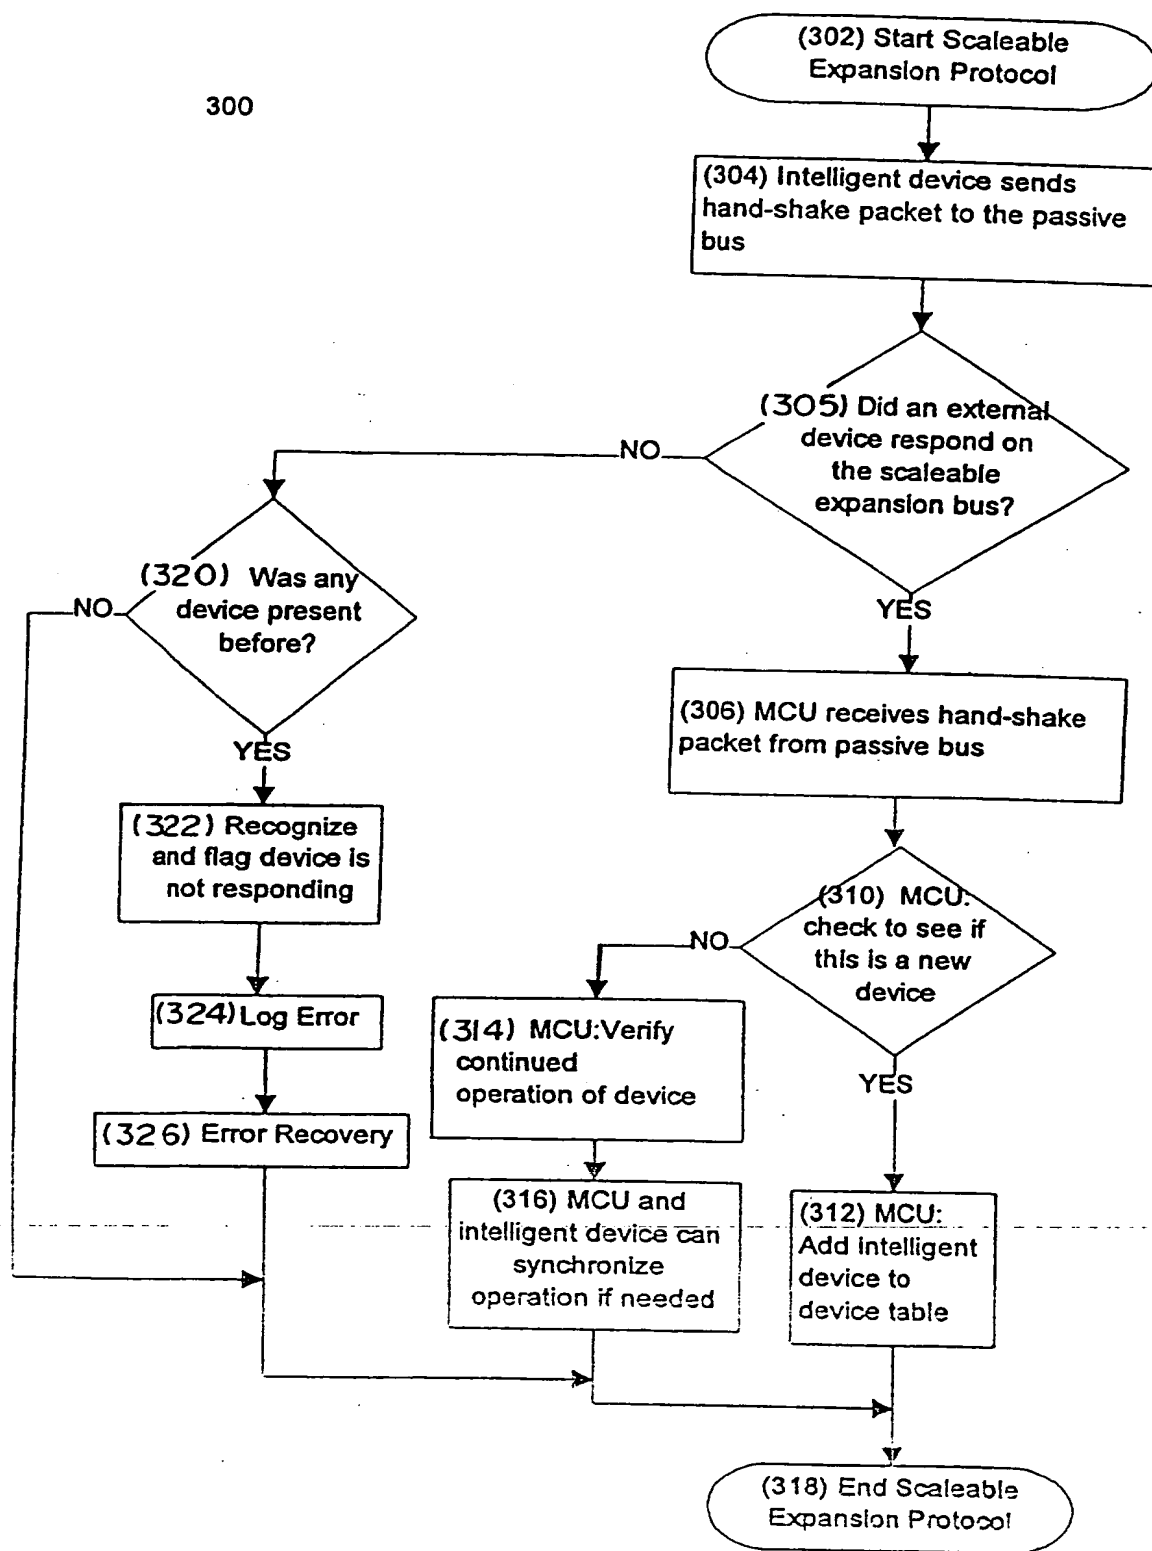 300
(302) Start Scaleable
Expansion Protocol
(304) Intelligent device sends
hand-shake packet to the passive
bus
(305) Did an external
device respond on
the scaleable
expansion bus?
NO
YES
(320) Was any
device present
before?
NO
YES
(306) MCU receives hand-shake
packet from passive bus
(322) Recognize
and flag device is
not responding
(310) MCU:
check to see if
this is a new
device
NO
YES
(324) Log Error
(314) MCU:Verify
continued
operation of device
(326) Error Recovery
(316) MCU and
intelligent device can
synchronize
operation if needed
(312) MCU:
Add intelligent
device to
device table
(318) End Scaleable
Expansion Protocol